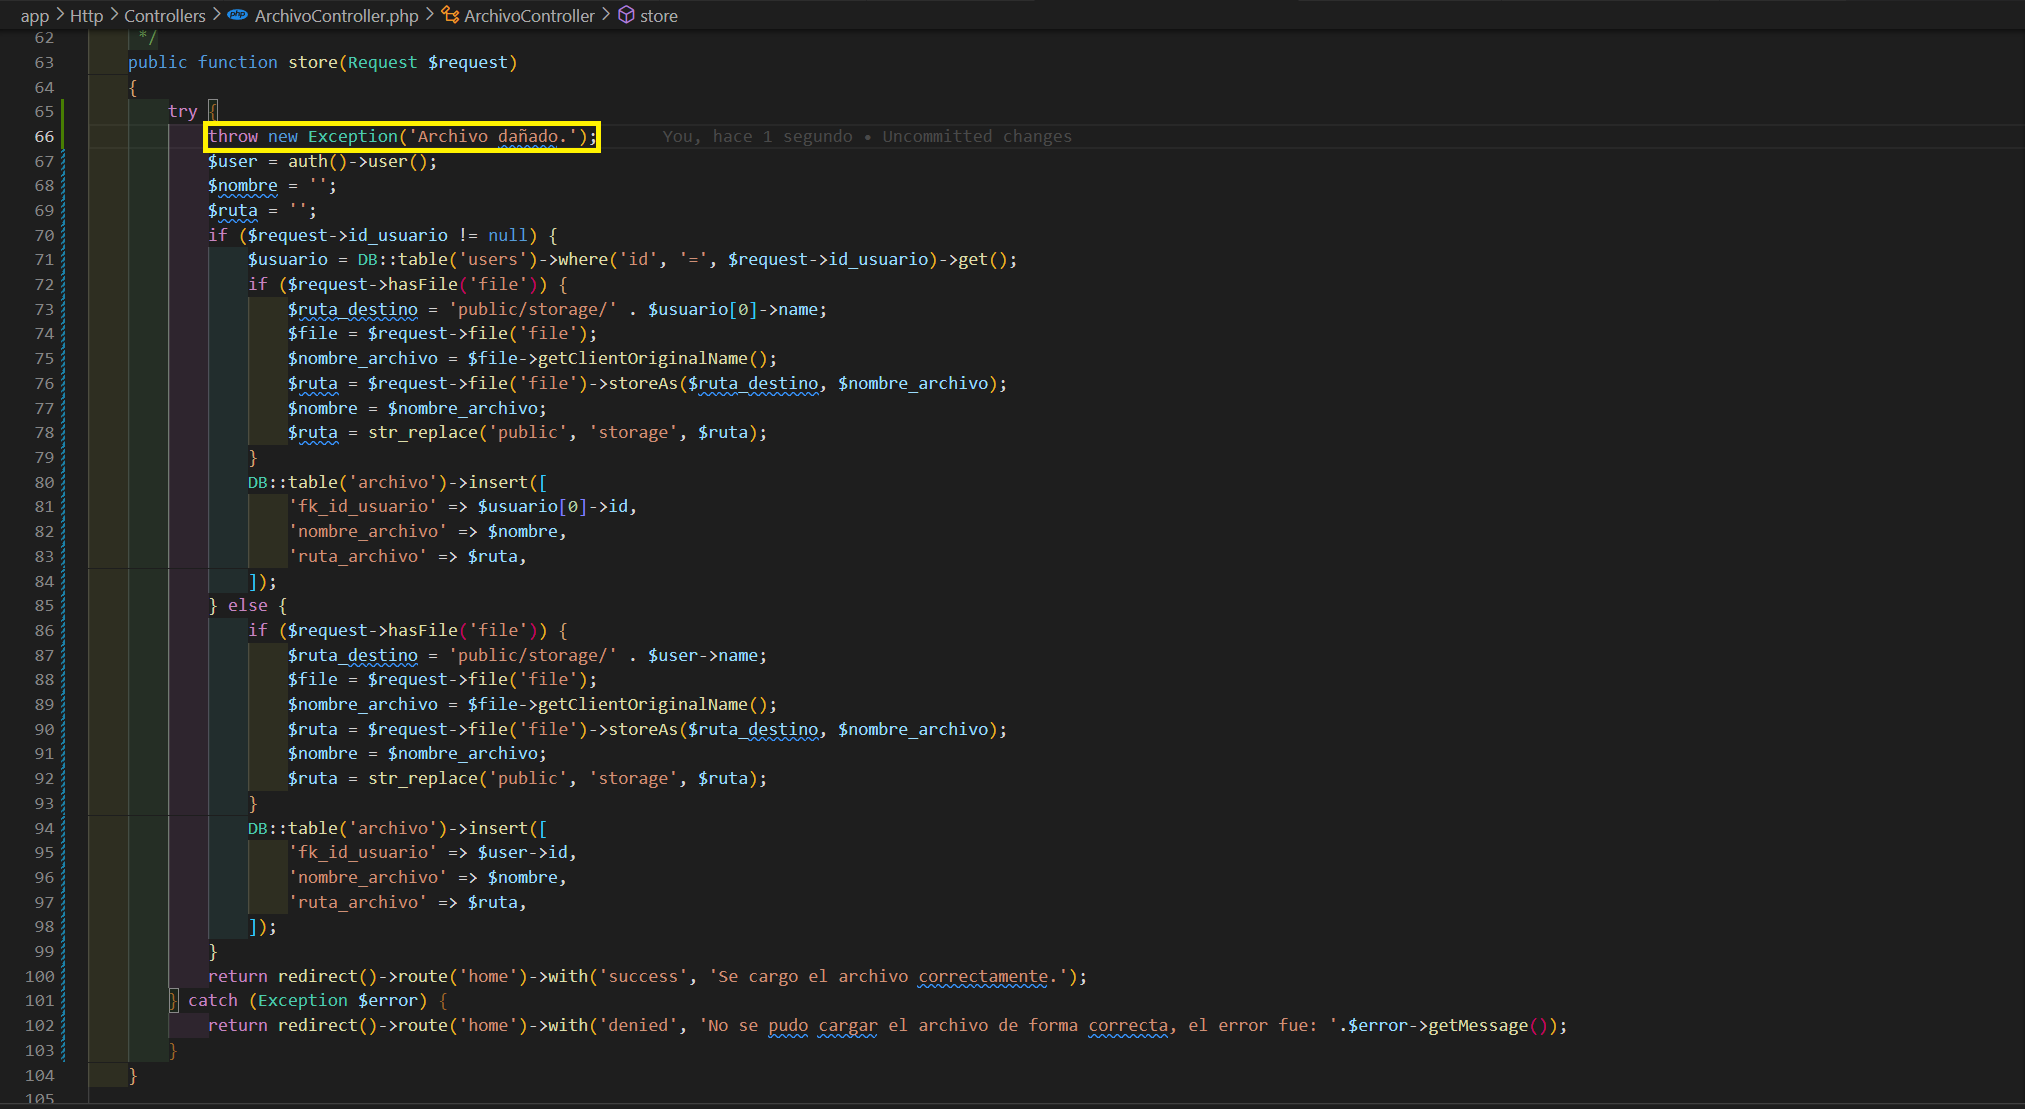 app > Http > Controllers > php ArchivoController.php > ArchivoController > store
62 */
63 public function store(Request $request)
64 {
65 try {
66 throw new Exception('Archivo dañado.'); You, hace 1 segundo • Uncommitted changes
67 $user = auth()->user();
68 $nombre = '';
69 $ruta = '';
70 if ($request->id_usuario != null) {
71 $usuario = DB::table('users')->where('id', '=', $request->id_usuario)->get();
72 if ($request->hasFile('file')) {
73 $ruta_destino = 'public/storage/' . $usuario[0]->name;
74 $file = $request->file('file');
75 $nombre_archivo = $file->getClientOriginalName();
76 $ruta = $request->file('file')->storeAs($ruta_destino, $nombre_archivo);
77 $nombre = $nombre_archivo;
78 $ruta = str_replace('public', 'storage', $ruta);
79 }
80 DB::table('archivo')->insert([
81 'fk_id_usuario' => $usuario[0]->id,
82 'nombre_archivo' => $nombre,
83 'ruta_archivo' => $ruta,
84 ]);
85 } else {
86 if ($request->hasFile('file')) {
87 $ruta_destino = 'public/storage/' . $user->name;
88 $file = $request->file('file');
89 $nombre_archivo = $file->getClientOriginalName();
90 $ruta = $request->file('file')->storeAs($ruta_destino, $nombre_archivo);
91 $nombre = $nombre_archivo;
92 $ruta = str_replace('public', 'storage', $ruta);
93 }
94 DB::table('archivo')->insert([
95 'fk_id_usuario' => $user->id,
96 'nombre_archivo' => $nombre,
97 'ruta_archivo' => $ruta,
98 ]);
99 }
100 return redirect()->route('home')->with('success', 'Se cargo el archivo correctamente.');
101 } catch (Exception $error) {
102 return redirect()->route('home')->with('denied', 'No se pudo cargar el archivo de forma correcta, el error fue: '.$error->getMessage());
103 }
104 }
105